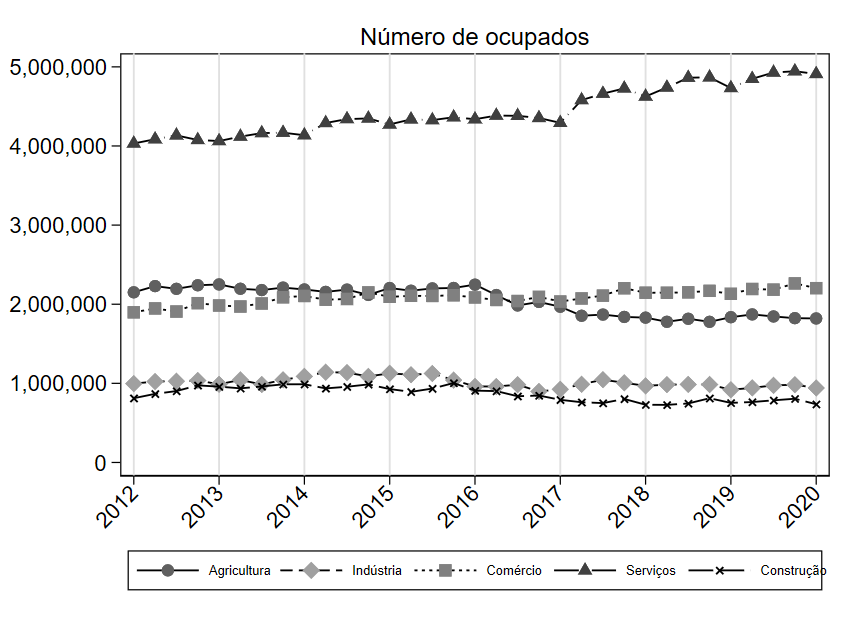 Número de ocupados
5,000,000
4,000,000
3,000,000
2,000,000
1,000,000
0
2012 2013 2014 2015 2016 2017 2018 2019 2020
Agricultura Indústria Comércio Serviços Construção